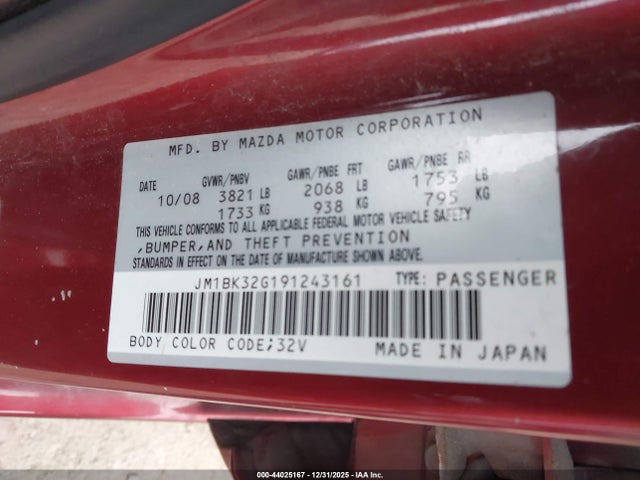 MFD. BY MAZDA MOTOR CORPORATION
DATE GVWR/PNBV GAWR/PNBE FRT GAWR/PNBE RR
10/08 3821 LB 2068 LB 1753 LB
1733 KG 938 KG 795 KG
THIS VEHICLE CONFORMS TO ALL APPLICABLE FEDERAL MOTOR VEHICLE SAFETY
,BUMPER,AND THEFT PREVENTION
STANDARDS IN EFFECT ON THE DATE OF MANUFACTURE SHOWN ABOVE.
JM1BK32G191243161 TYPE: PASSENGER
BODY COLOR CODE;32V MADE IN JAPAN
000-44025167 - 12/31/2025 - IAA Inc.